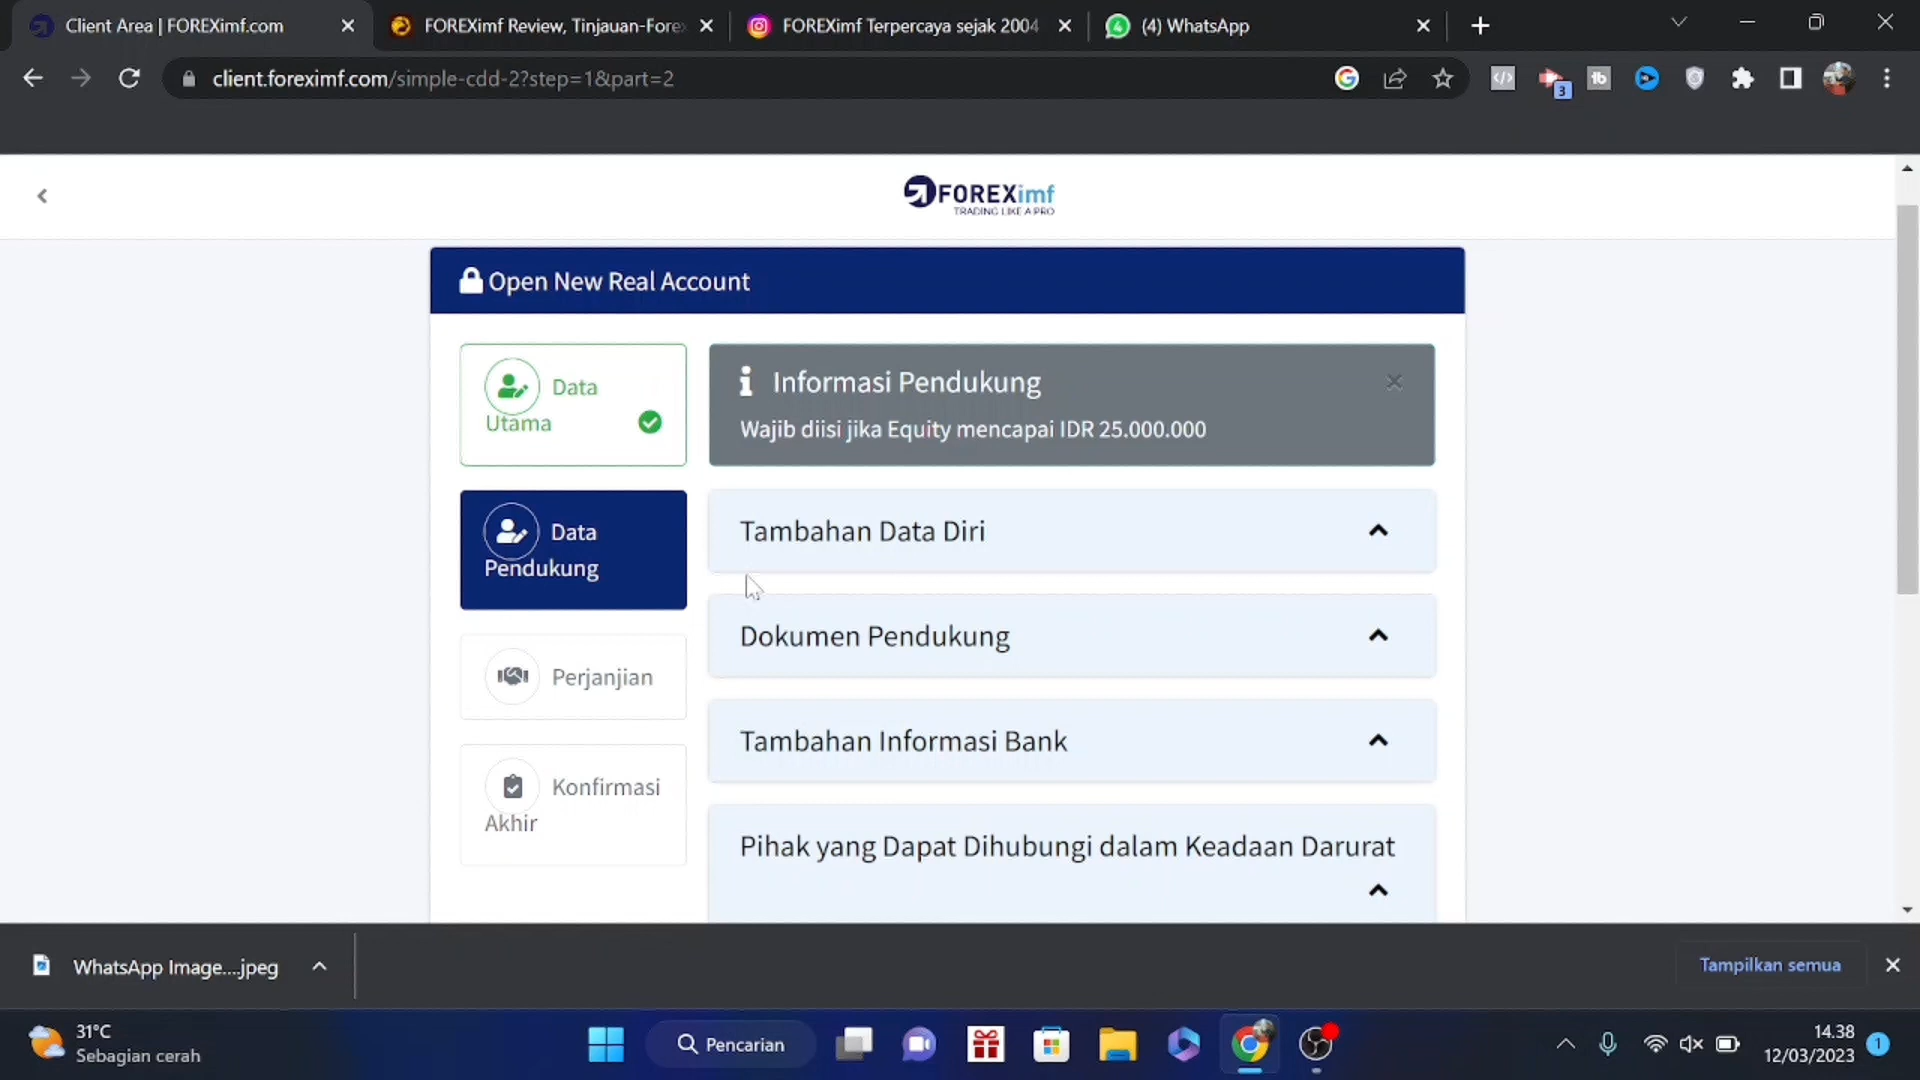 Client Area | FOREXimf.com
FOREXimf Review, Tinjauan-Fore
FOREXimf Terpercaya sejak 2004
(4) WhatsApp
client.foreximf.com/simple-cdd-2?step=1&part=2
3
FOREXimf
TRADING LIKE A PRO
Open New Real Account
Data
Utama
Informasi Pendukung
Wajib diisi jika Equity mencapai IDR 25.000.000
Data
Pendukung
Tambahan Data Diri
Dokumen Pendukung
Perjanjian
Tambahan Informasi Bank
Konfirmasi
Akhir
Pihak yang Dapat Dihubungi dalam Keadaan Darurat
WhatsApp Image....jpeg
Tampilkan semua
31°C
Sebagian cerah
Pencarian
14.38
12/03/2023
1